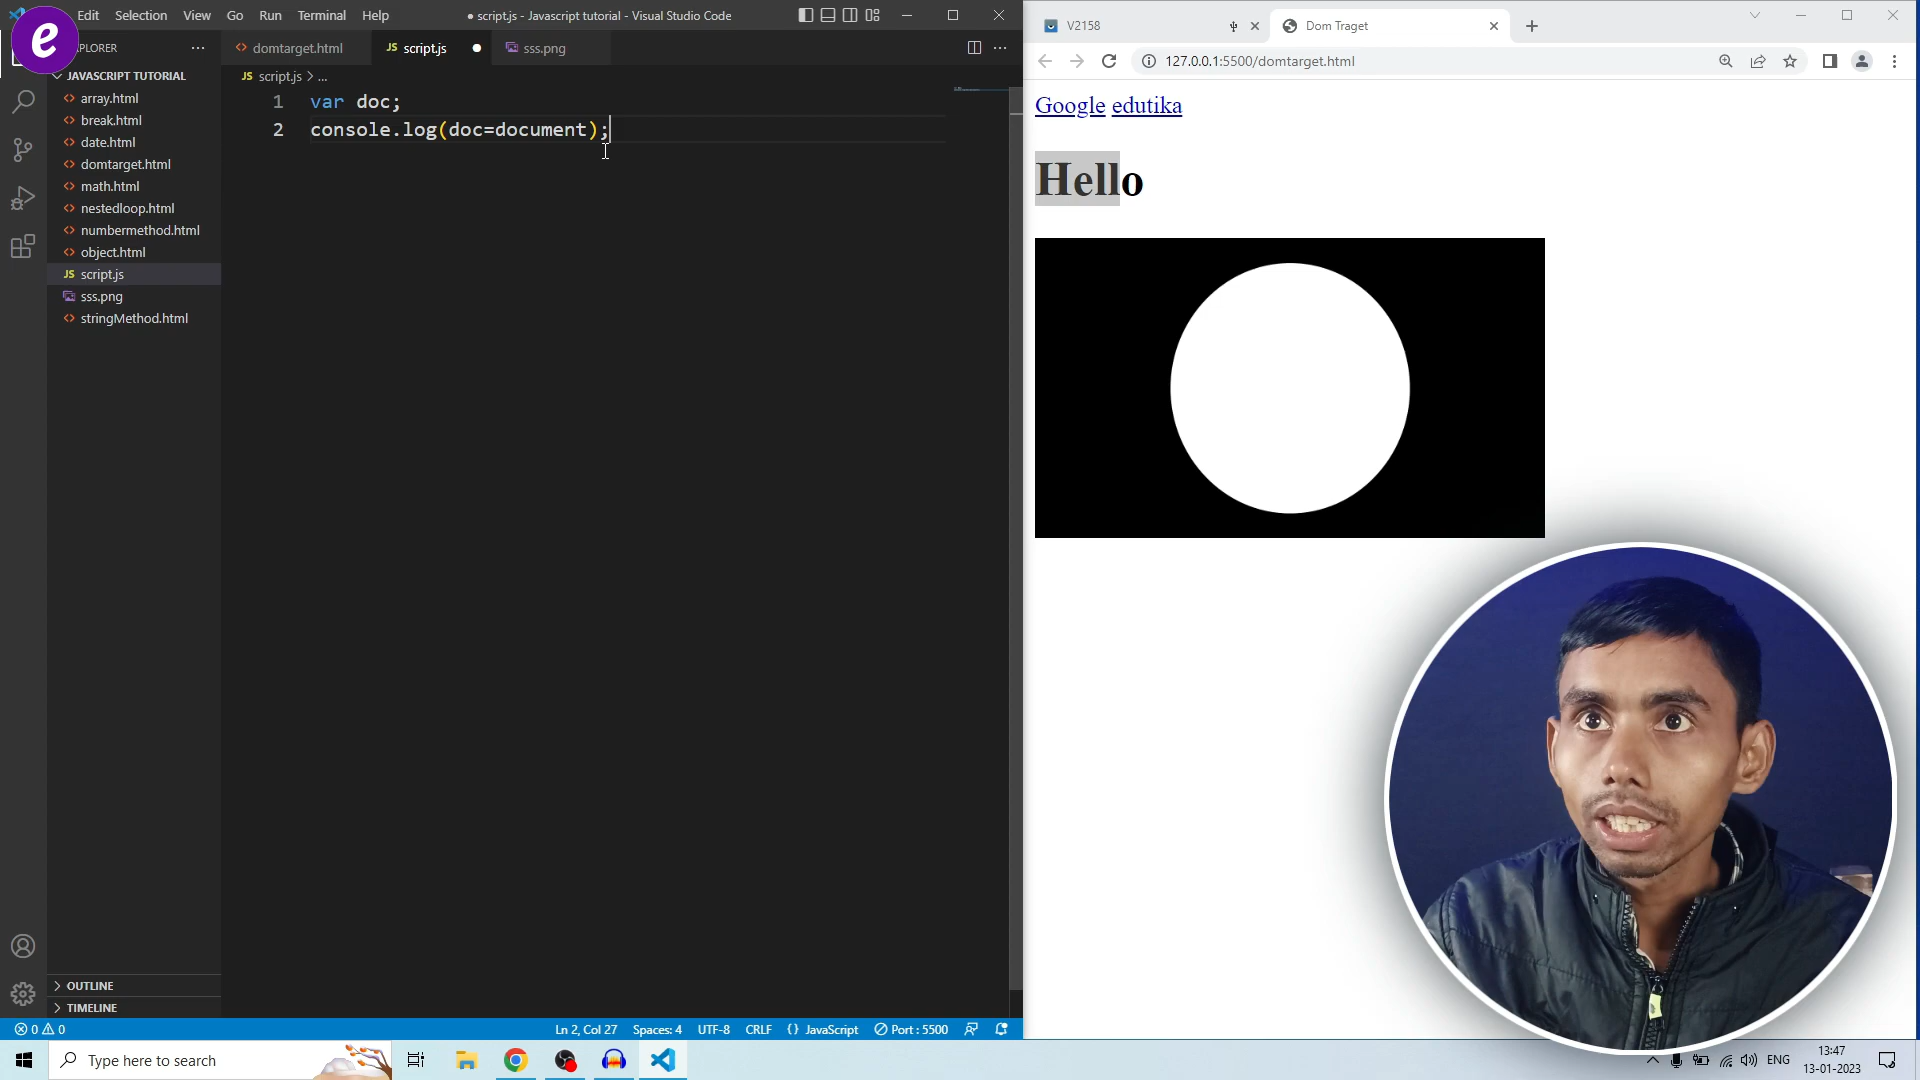 e
Edit Selection View Go Run Terminal Help
● script.js - Javascript tutorial - Visual Studio Code
PLORER
domtarget.html
JS script.js
sss.png
JAVASCRIPT TUTORIAL
array.html
break.html
date.html
domtarget.html
math.html
nestedloop.html
numbermethod.html
object.html
JS script.js
sss.png
stringMethod.html
OUTLINE
TIMELINE
JS script.js > ...
1 var doc;
2 console.log(doc=document);
0 0
Ln 2, Col 27 Spaces: 4 UTF-8 CRLF {} JavaScript Port : 5500
V2158
Dom Traget
127.0.0.1:5500/domtarget.html
Google edutika
Hello
Type here to search
ENG
13:47
13-01-2023